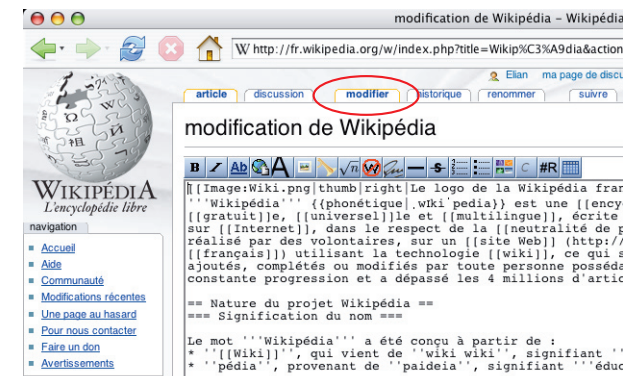 modification de Wikipédia – Wikipédia
W http://fr.wikipedia.org/w/index.php?title=Wikip%C3%A9dia&action
Elian ma page de discu
article discussion modifier historique renommer suivre
modification de Wikipédia
B I Ab A √n W C #R
WIKIPÉDIA
L'encyclopédie libre
navigation
Accueil
Aide
Communauté
Modifications récentes
Une page au hasard
Pour nous contacter
Faire un don
Avertissements
[[Image:Wiki.png|thumb|right|Le logo de la Wikipédia fran
'''Wikipédia''' {{phonétique|ˌwikiˈpedia}} est une [[ency
[[gratuit]]e, [[universel]]le et [[multilingue]], écrite
sur [[Internet]], dans le respect de la [[neutralité de p
réalisé par des volontaires, sur un [[site Web]] (http:/
[[français]]) utilisant la technologie [[wiki]], ce qui s
ajoutés, complétés ou modifiés par toute personne posséda
constante progression et a dépassé les 4 millions d'artic
== Nature du projet Wikipédia ==
=== Signification du nom ===
Le mot '''Wikipédia''' a été conçu à partir de :
* ''[[Wiki]]'', qui vient de ''wiki wiki'', signifiant ''
* ''pédia'', provenant de ''paideia'', signifiant '''éduc